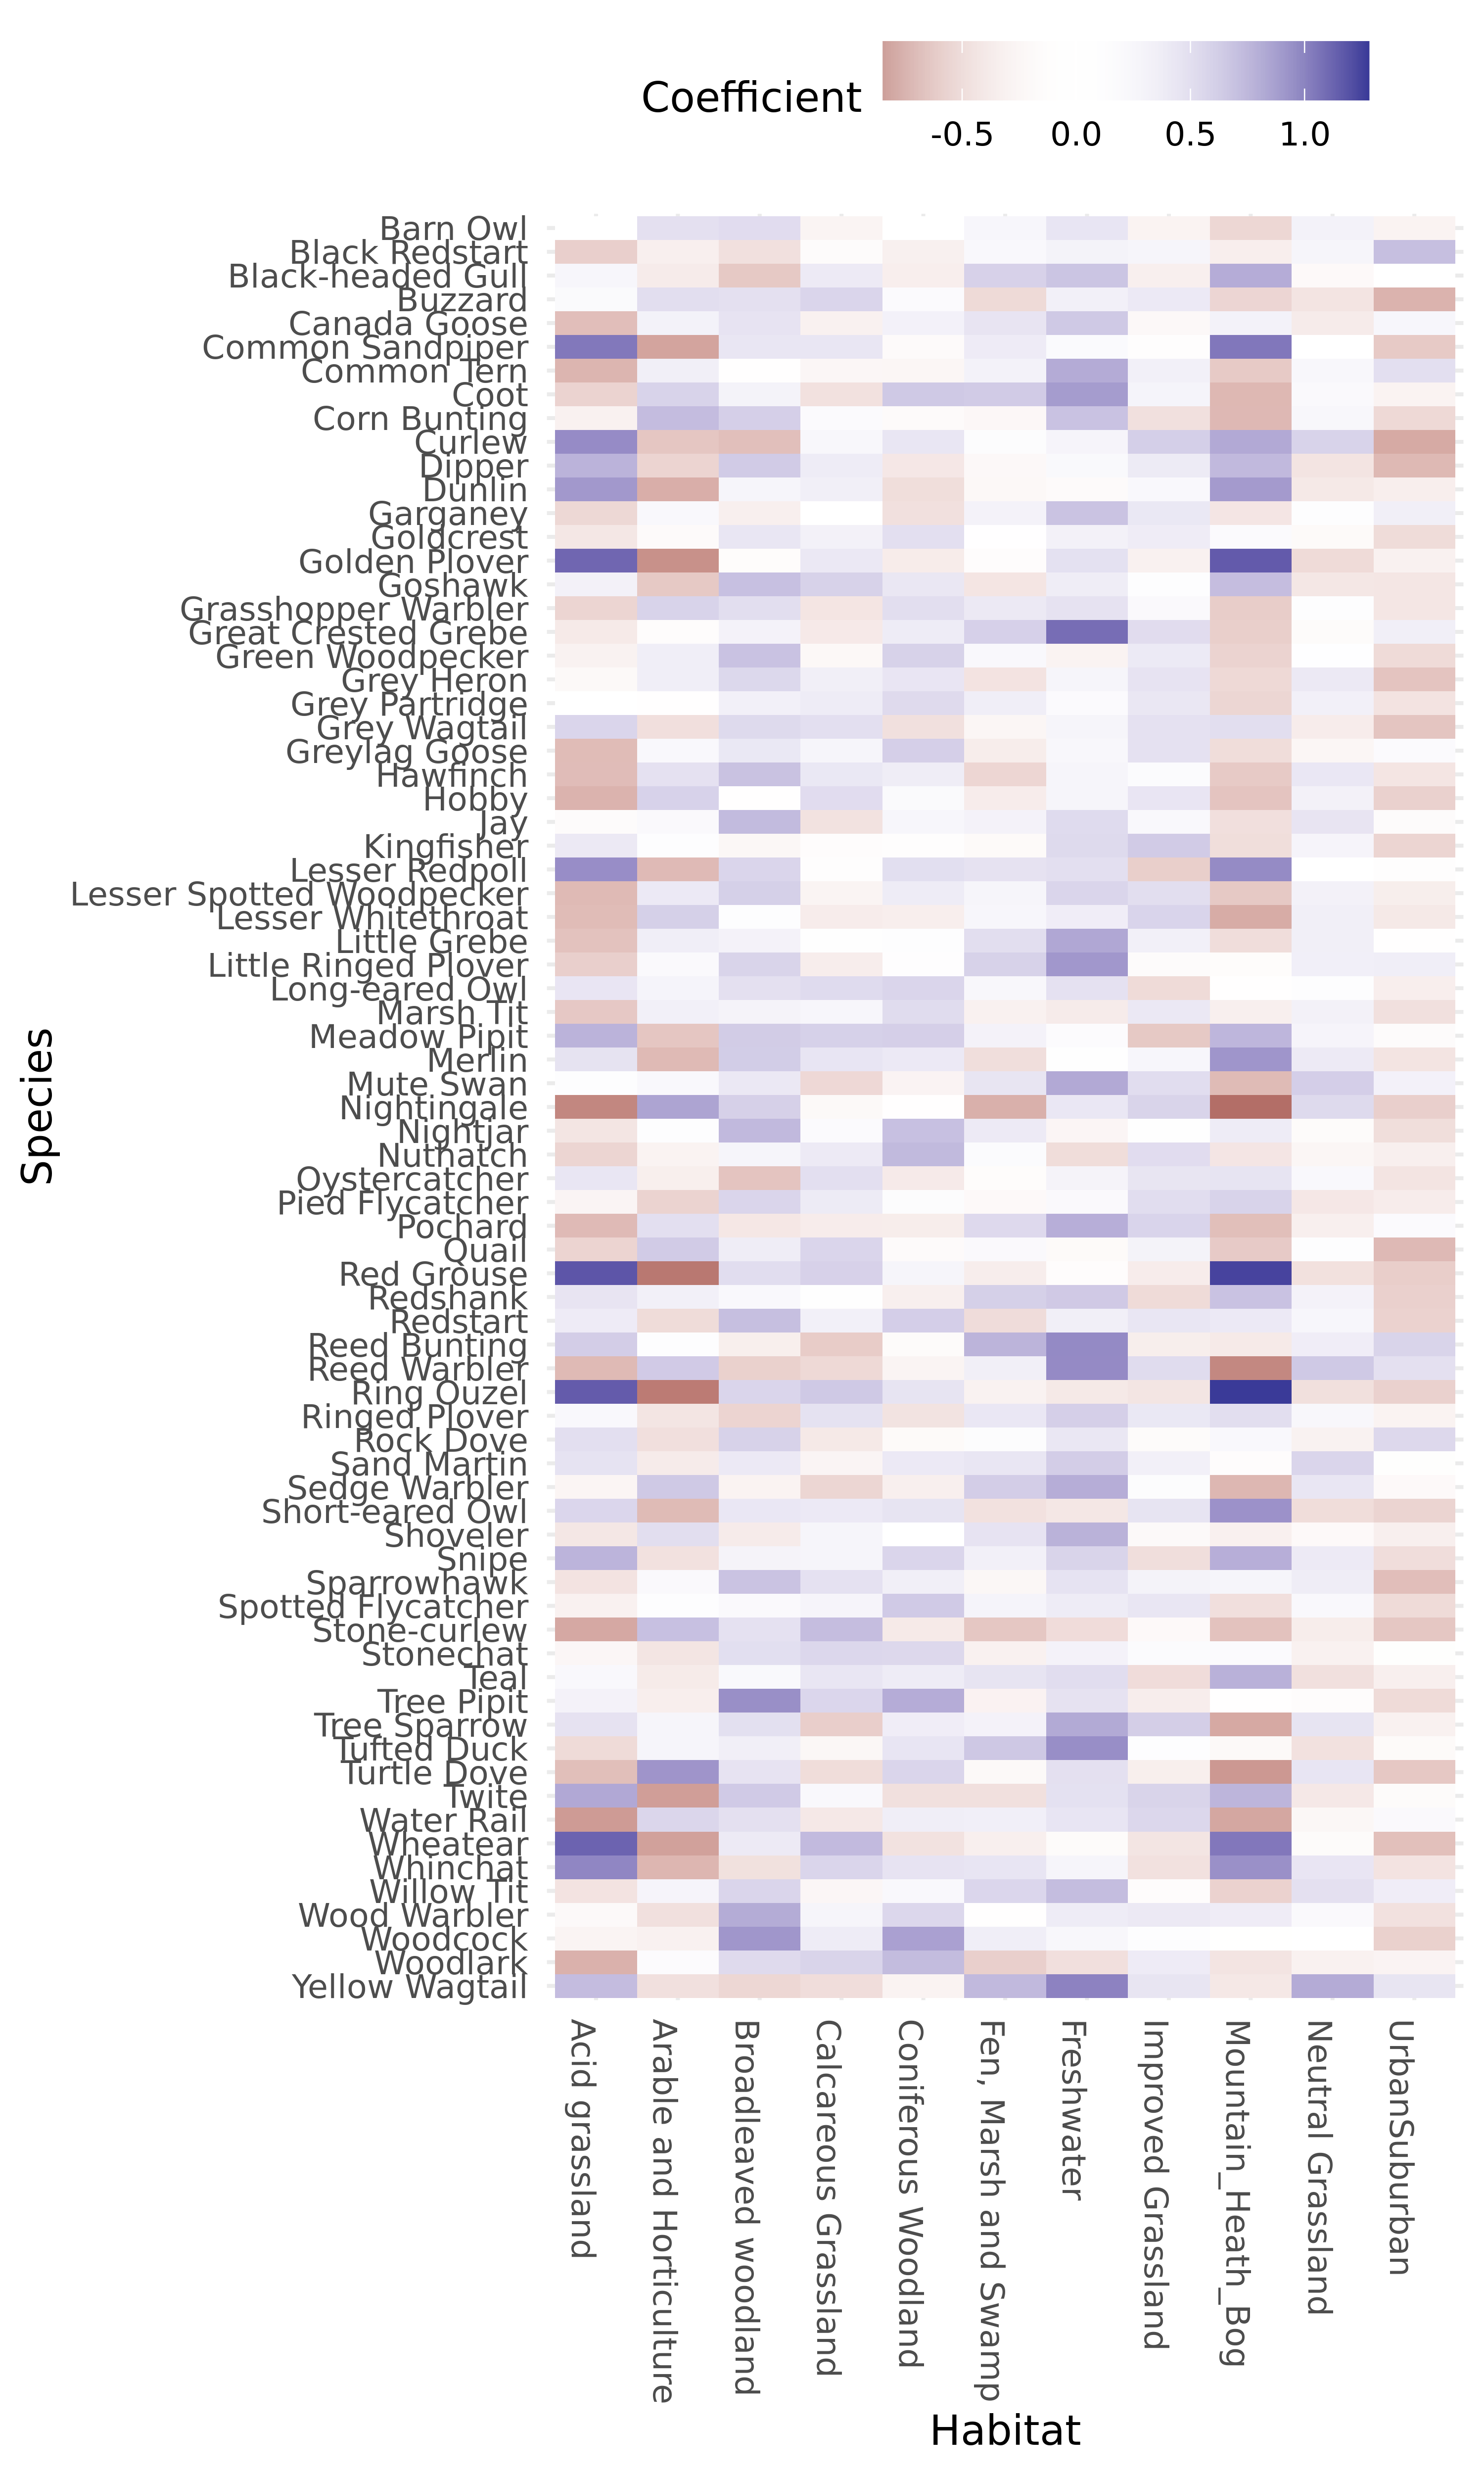 Coefficient
-0.5 0.0 0.5 1.0
Barn Owl
Black Redstart
Black-headed Gull
Buzzard
Canada Goose
Common Sandpiper
Common Tern
Coot
Corn Bunting
Curlew
Dipper
Dunlin
Garganey
Goldcrest
Golden Plover
Goshawk
Grasshopper Warbler
Great Crested Grebe
Green Woodpecker
Grey Heron
Grey Partridge
Grey Wagtail
Greylag Goose
Hawfinch
Hobby
Jay
Kingfisher
Lesser Redpoll
Lesser Spotted Woodpecker
Lesser Whitethroat
Little Grebe
Little Ringed Plover
Long-eared Owl
Marsh Tit
Meadow Pipit
Merlin
Mute Swan
Nightingale
Nightjar
Nuthatch
Oystercatcher
Pied Flycatcher
Pochard
Quail
Red Grouse
Redshank
Redstart
Reed Bunting
Reed Warbler
Ring Ouzel
Ringed Plover
Rock Dove
Sand Martin
Sedge Warbler
Short-eared Owl
Shoveler
Snipe
Sparrowhawk
Spotted Flycatcher
Stone-curlew
Stonechat
Teal
Tree Pipit
Tree Sparrow
Tufted Duck
Turtle Dove
Twite
Water Rail
Wheatear
Whinchat
Willow Tit
Wood Warbler
Woodcock
Woodlark
Yellow Wagtail
Species
Acid grassland
Arable and Horticulture
Broadleaved woodland
Calcareous Grassland
Coniferous Woodland
Fen, Marsh and Swamp
Freshwater
Improved Grassland
Mountain_Heath_Bog
Neutral Grassland
UrbanSuburban
Habitat